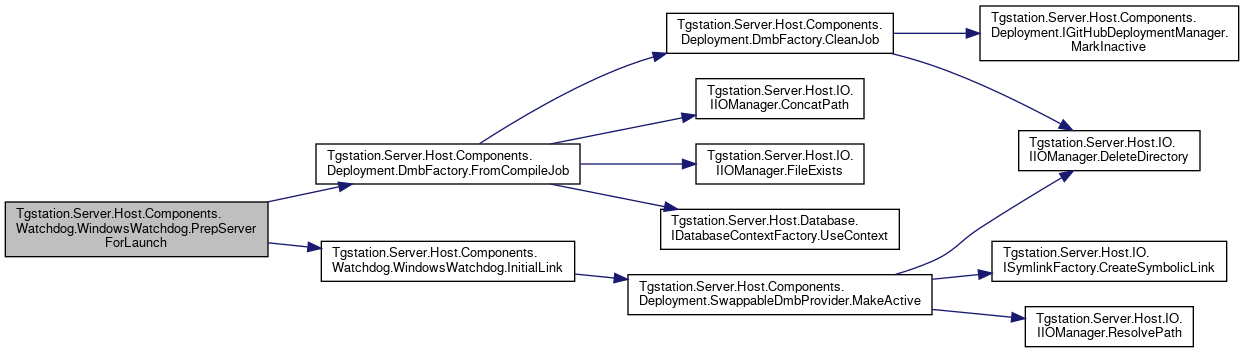 Tgstation.Server.Host.Components.
Watchdog.WindowsWatchdog.PrepServer
ForLaunch
Tgstation.Server.Host.Components.
Deployment.DmbFactory.FromCompileJob
Tgstation.Server.Host.Components.
Watchdog.WindowsWatchdog.InitialLink
Tgstation.Server.Host.Components.
Deployment.DmbFactory.CleanJob
Tgstation.Server.Host.IO.
IIOManager.ConcatPath
Tgstation.Server.Host.IO.
IIOManager.FileExists
Tgstation.Server.Host.Database.
IDatabaseContextFactory.UseContext
Tgstation.Server.Host.Components.
Deployment.SwappableDmbProvider.MakeActive
Tgstation.Server.Host.Components.
Deployment.IGitHubDeploymentManager.
MarkInactive
Tgstation.Server.Host.IO.
IIOManager.DeleteDirectory
Tgstation.Server.Host.IO.
ISymlinkFactory.CreateSymbolicLink
Tgstation.Server.Host.IO.
IIOManager.ResolvePath